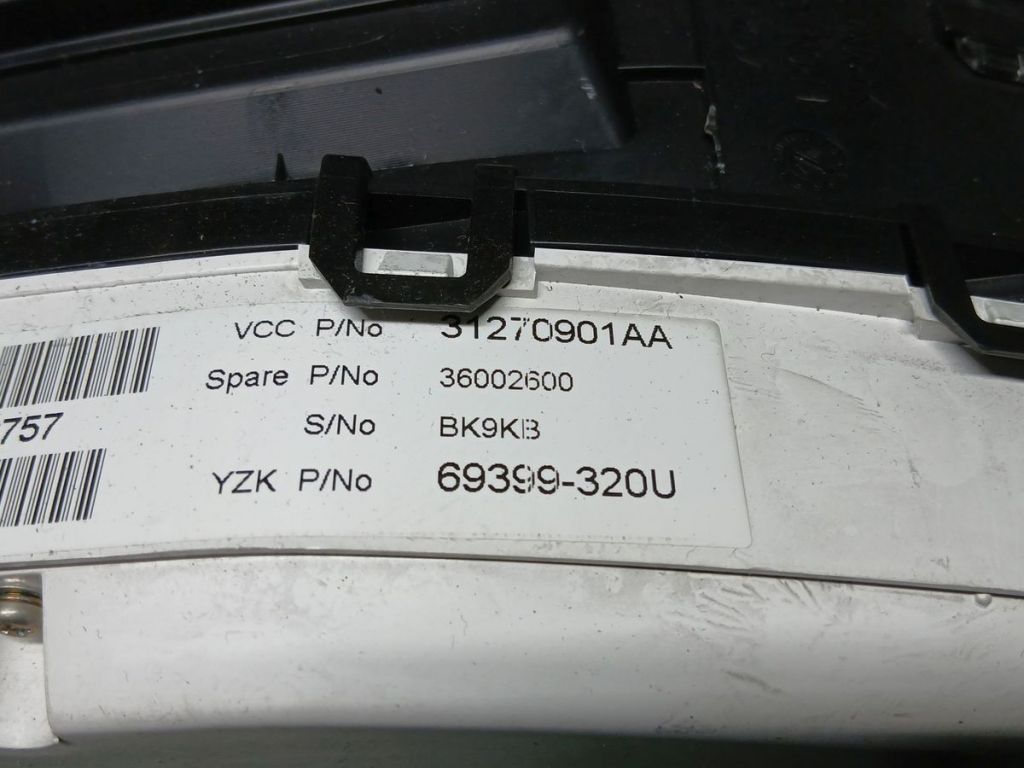 VCC P/No 31270901AA
Spare P/No 36002600
757
S/No BK9KB
YZK P/No 69399-320U